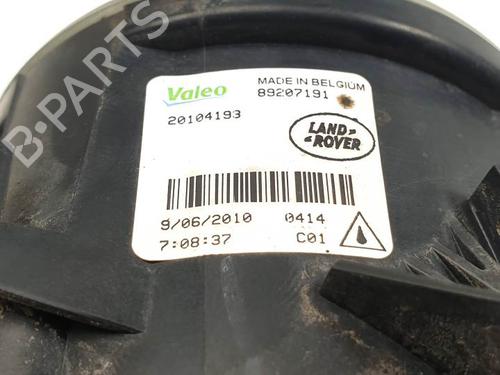 B-PARTS
Valeo
MADE IN BELGIUM
89207191
20104193
LAND-
-ROVER
9/06/2010 0414
7:08:37 C01